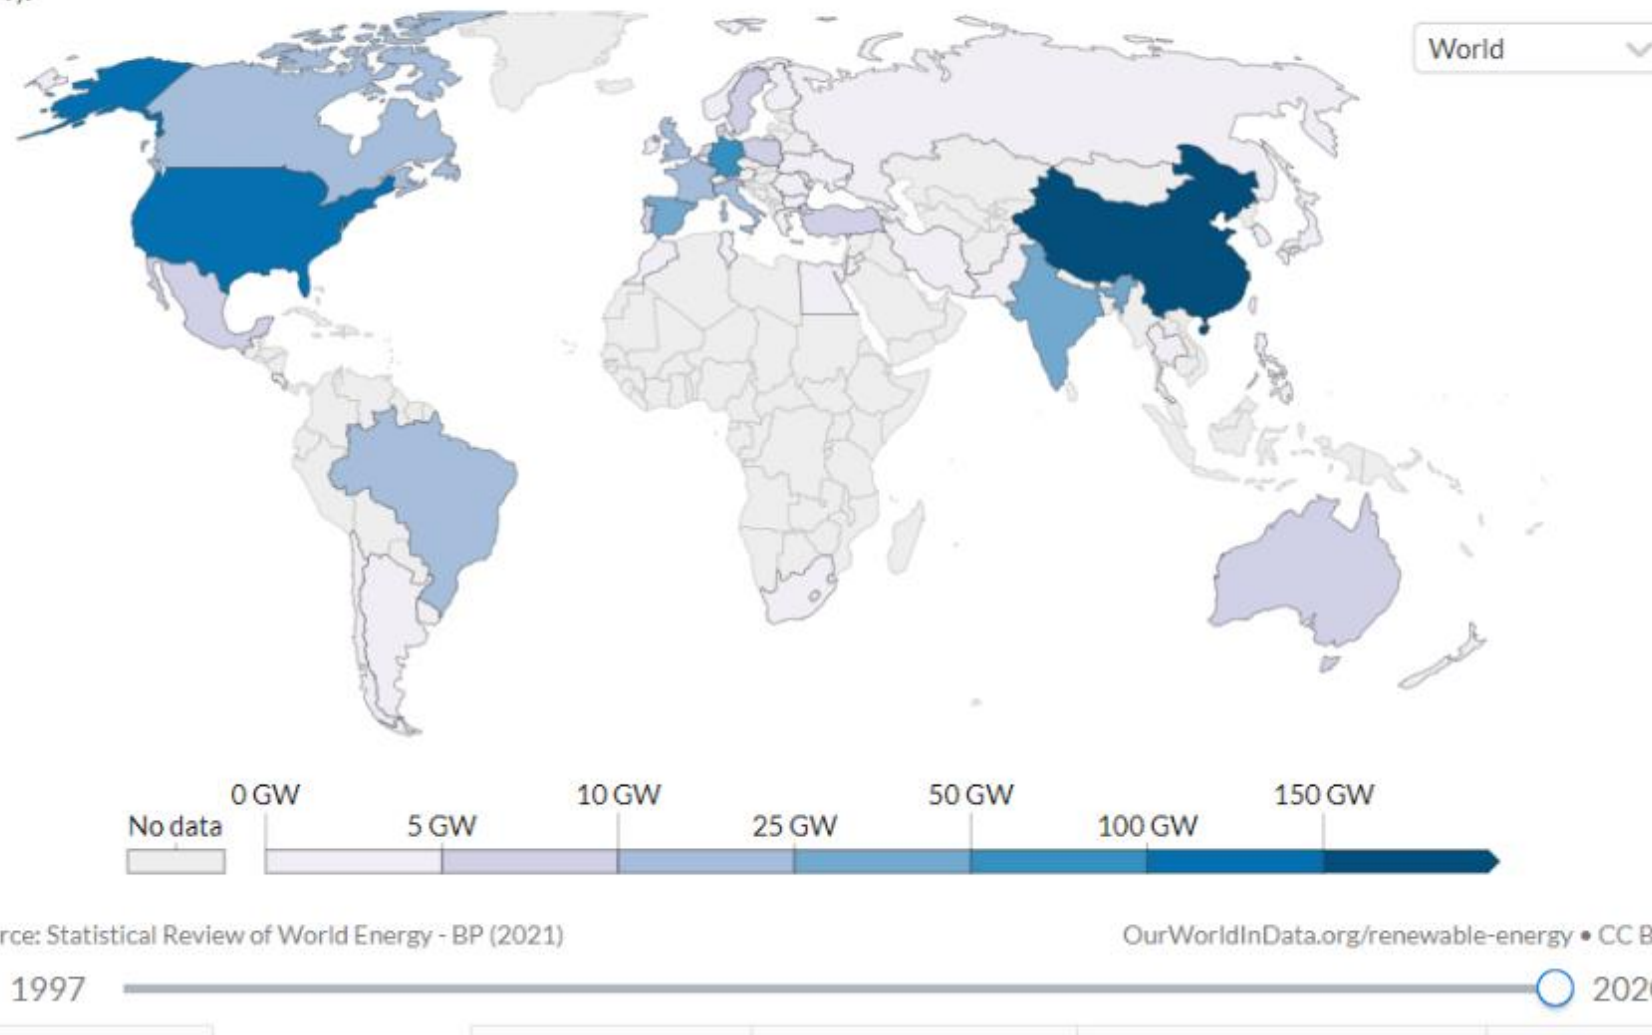 World
0 GW 10 GW 50 GW 150 GW
No data 5 GW 25 GW 100 GW
rce: Statistical Review of World Energy - BP (2021)
OurWorldInData.org/renewable-energy • CC B
1997